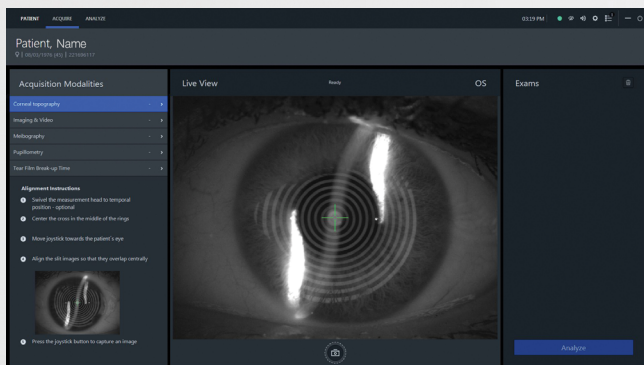 PATIENT ACQUIRE ANALYZE 03:19 PM
Patient, Name
Acquisition Modalities
Corneal topography
Imaging & Video
Meibography
Pupillometry
Tear Film Break-up Time
Alignment Instructions
Swivel the measurement head to temporal
position - optional
Center the cross in the middle of the rings
Move joystick towards the patient's eye
Align the slit images so that they overlap centrally
Press the joystick button to capture an image
Live View Ready OS
Exams
Analyze